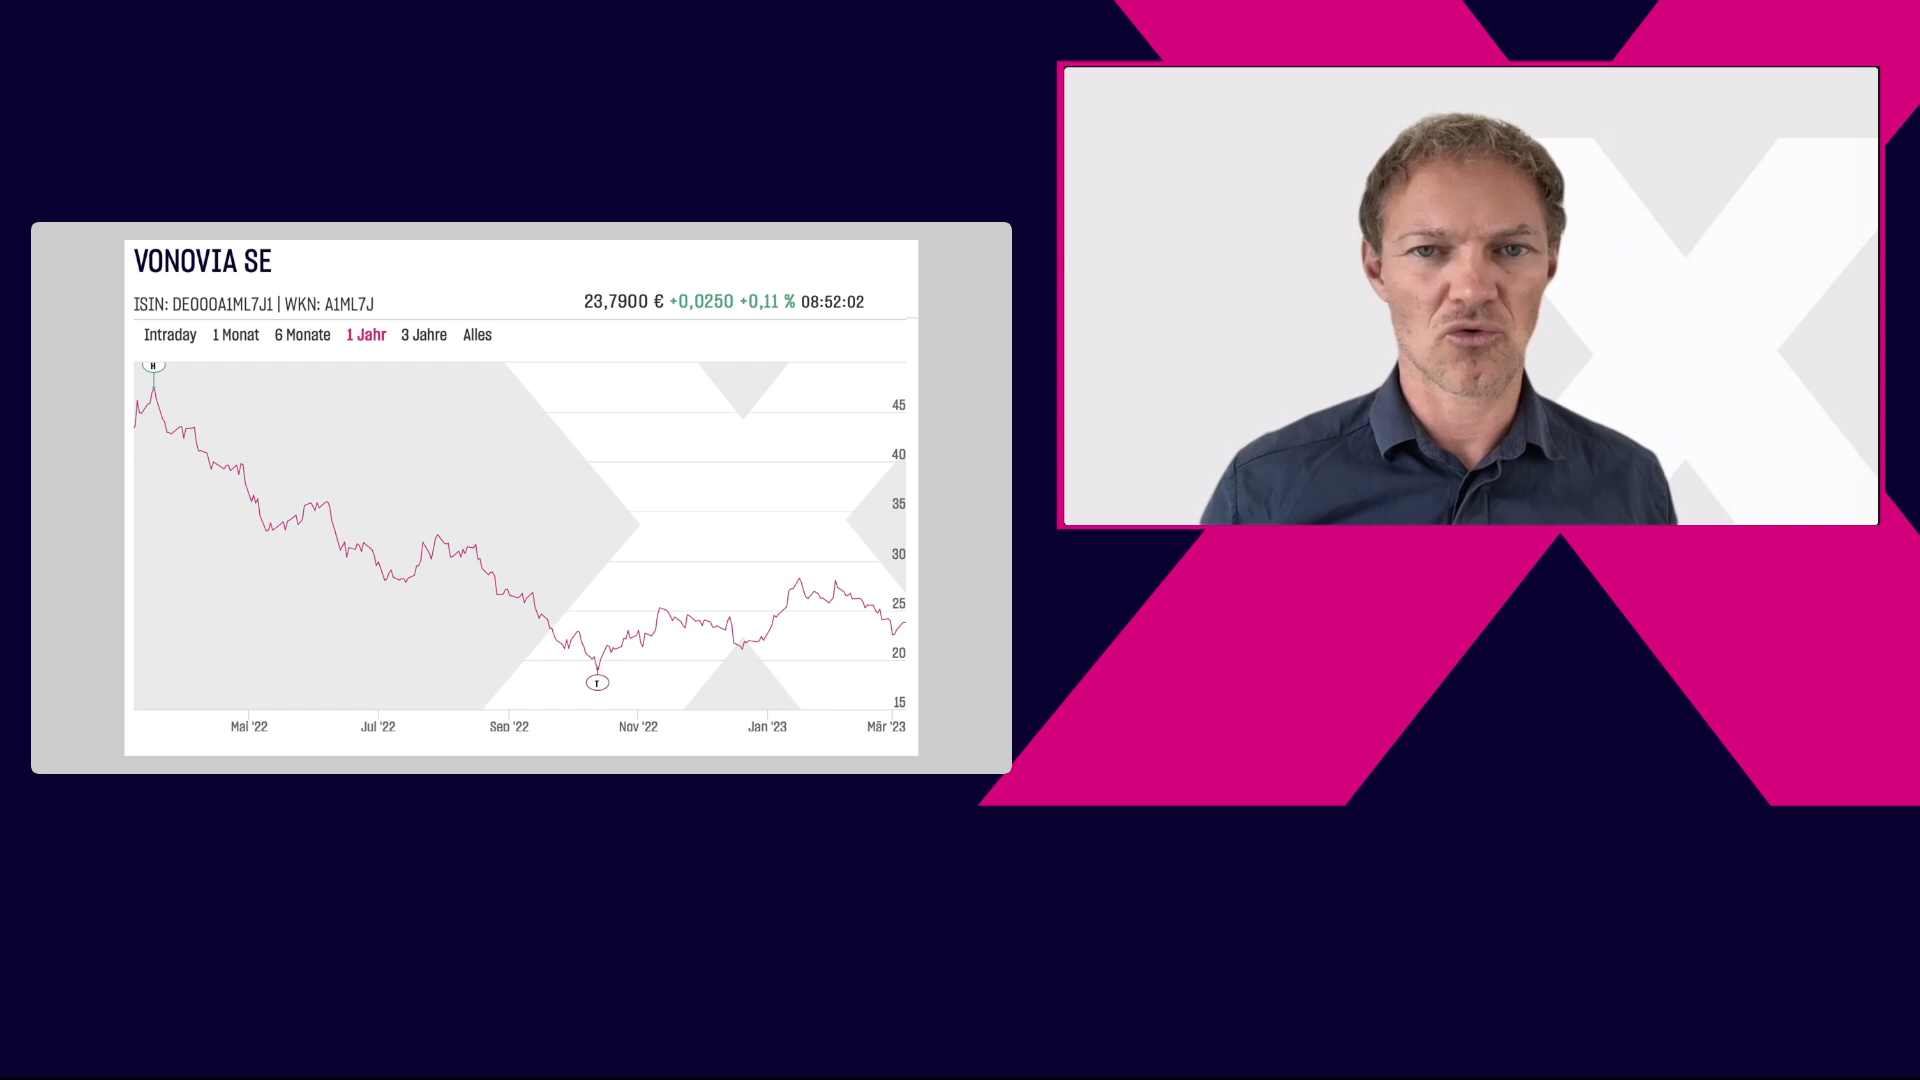 VONOVIA SE
ISIN: DE000A1ML7J1 | WKN: A1ML7J
23,7900 € +0,0250 +0,11 % 08:52:02
Intraday 1 Monat 6 Monate 1 Jahr 3 Jahre Alles
H
45
40
35
30
25
20
T
15
Mai '22 Jul '22 Sep '22 Nov '22 Jan '23 Mär '23